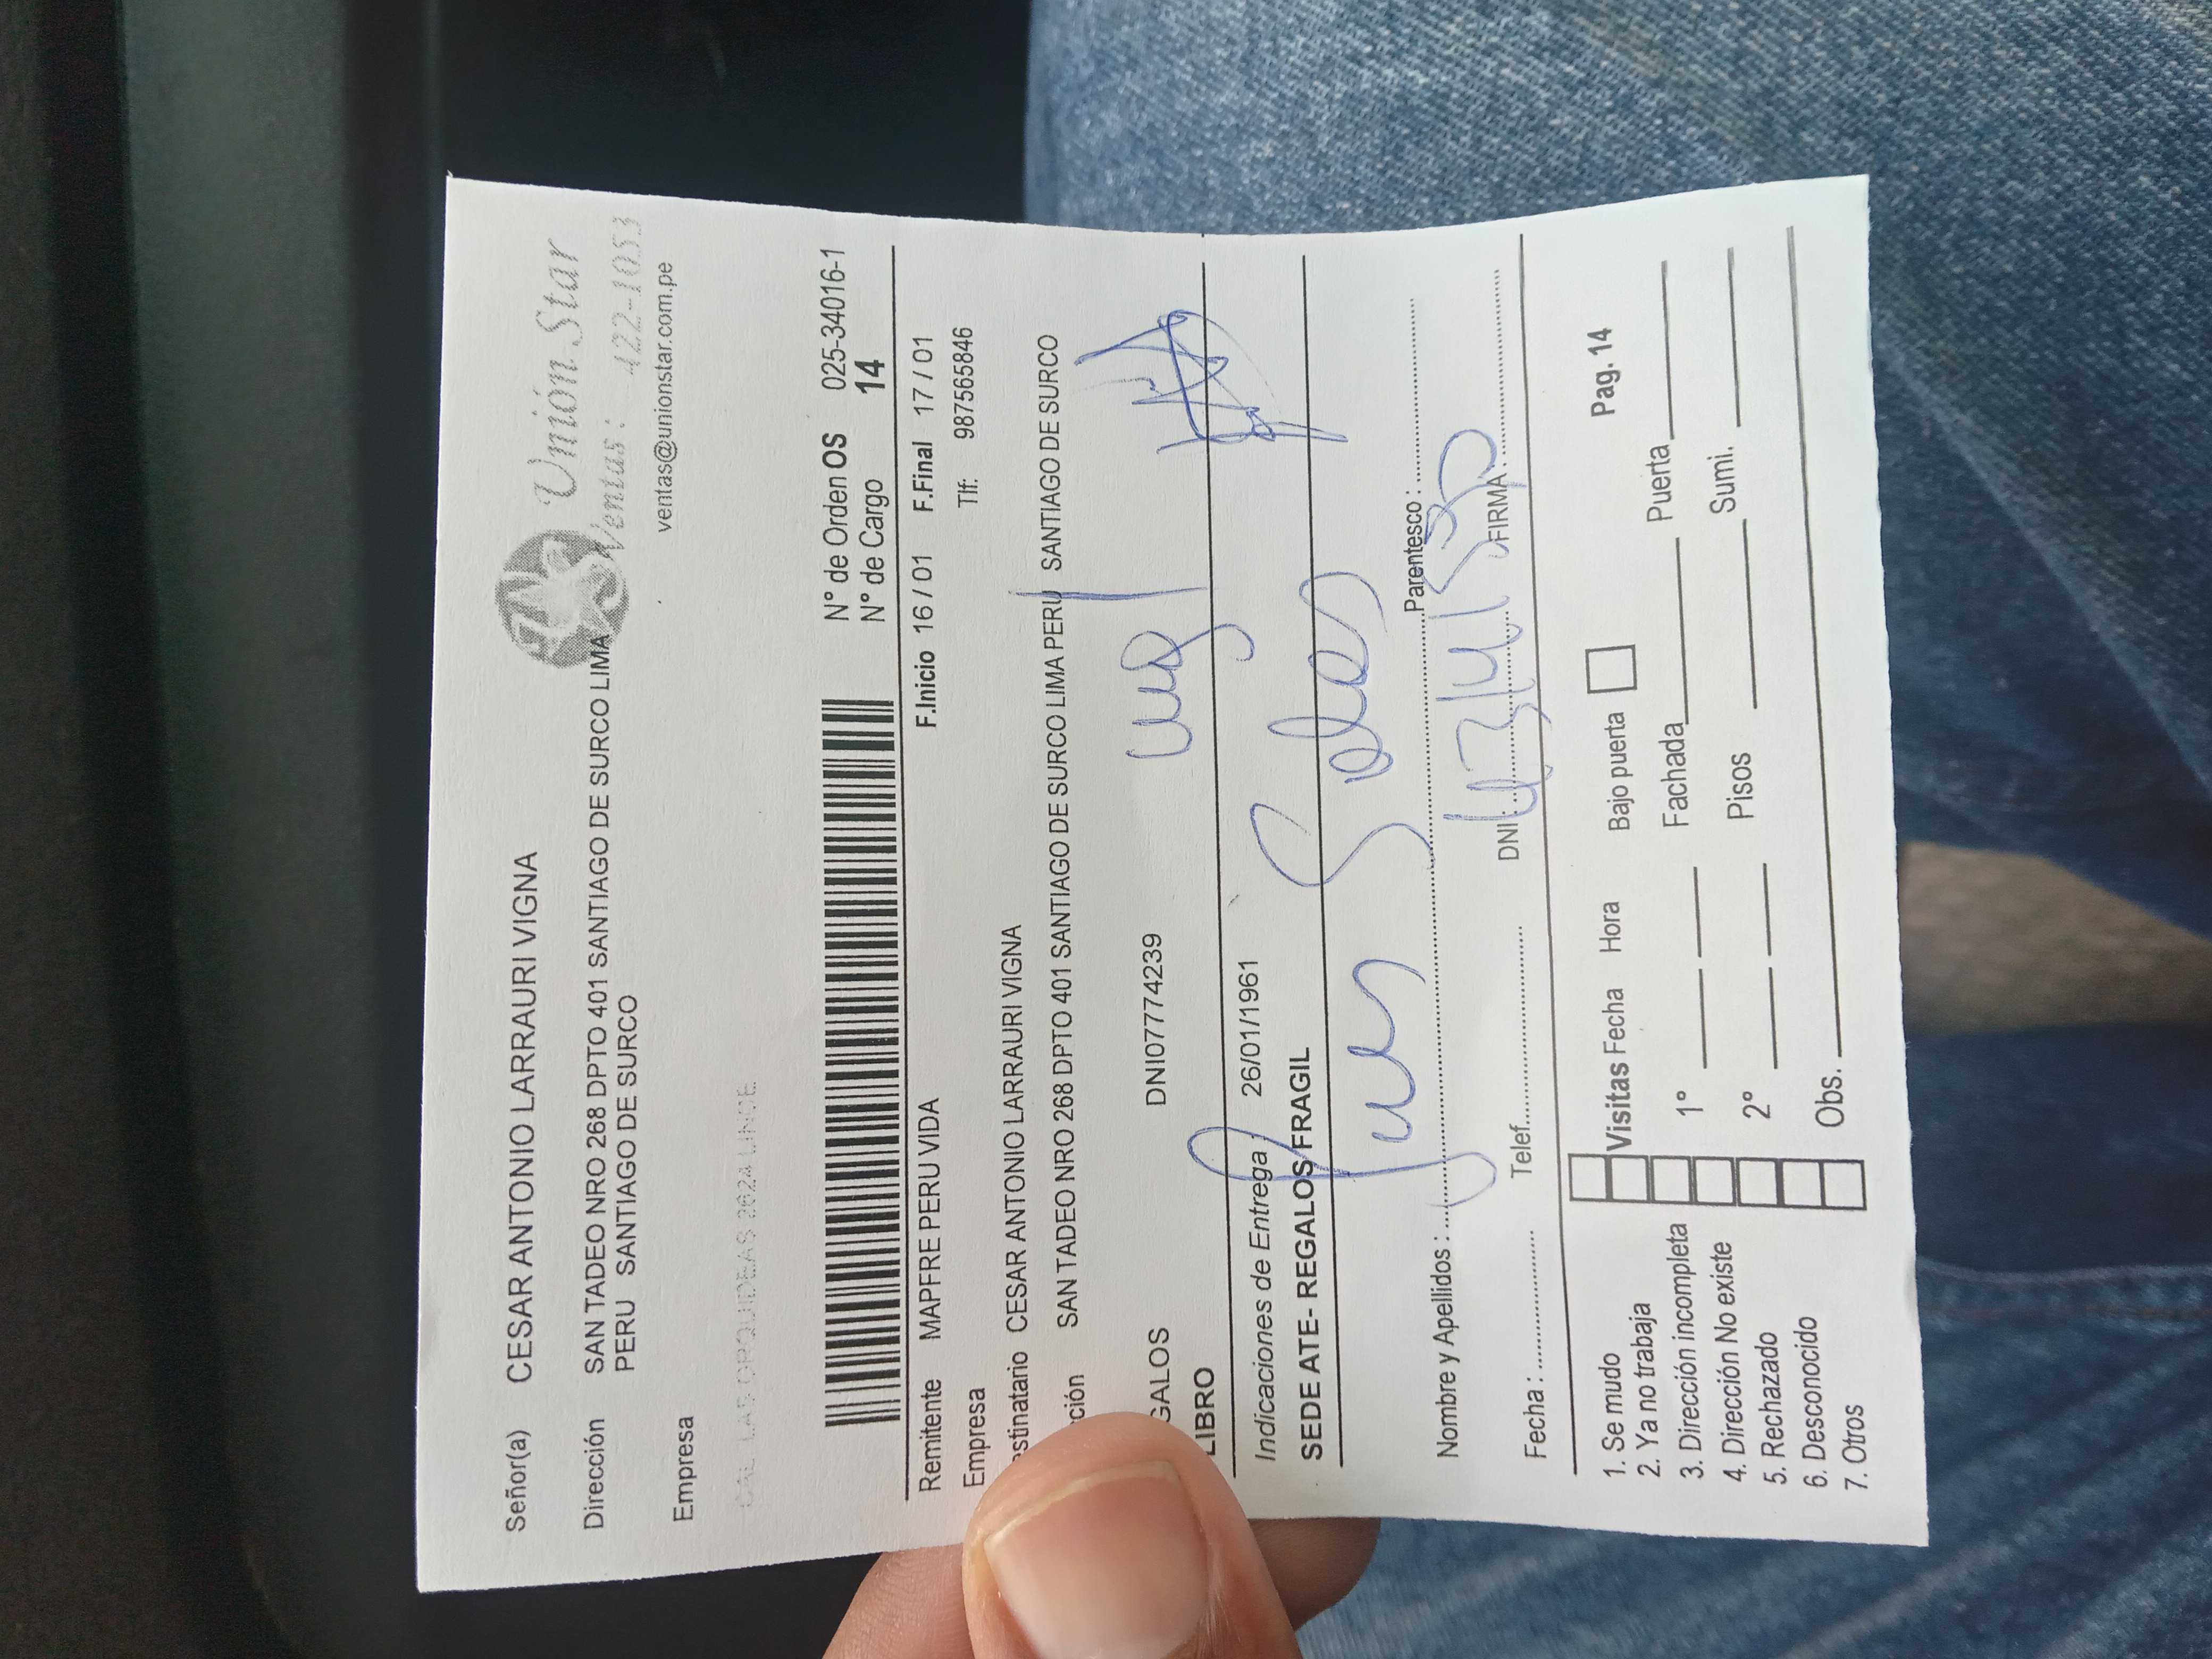 Señor(a) CESAR ANTONIO LARRAURI VIGNA
Unión Star
Ventas: 422-1053
ventas@unionstar.com.pe
Dirección SAN TADEO NRO 268 DPTO 401 SANTIAGO DE SURCO LIMA
PERU SANTIAGO DE SURCO
Empresa
CAL LAS ORQUIDEAS 2624 LINCE
N° de Orden OS 025-34016-1
N° de Cargo 14
Remitente MAPFRE PERU VIDA F.Inicio 16 / 01 F.Final 17 / 01
Empresa Tlf: 987565846
estinatario CESAR ANTONIO LARRAURI VIGNA
ción SAN TADEO NRO 268 DPTO 401 SANTIAGO DE SURCO LIMA PERU SANTIAGO DE SURCO
GALOS DNI07774239
LIBRO
Indicaciones de Entrega : 26/01/1961
SEDE ATE- REGALOS FRAGIL
Nombre y Apellidos : Parentesco :
Fecha : Telef. DNI : FIRMA :
1. Se mudo
2. Ya no trabaja
3. Dirección incompleta
4. Dirección No existe
5. Rechazado
6. Desconocido
7. Otros
Visitas Fecha Hora Bajo puerta Pag. 14
1° Fachada Puerta
2° Pisos Sumi.
Obs.